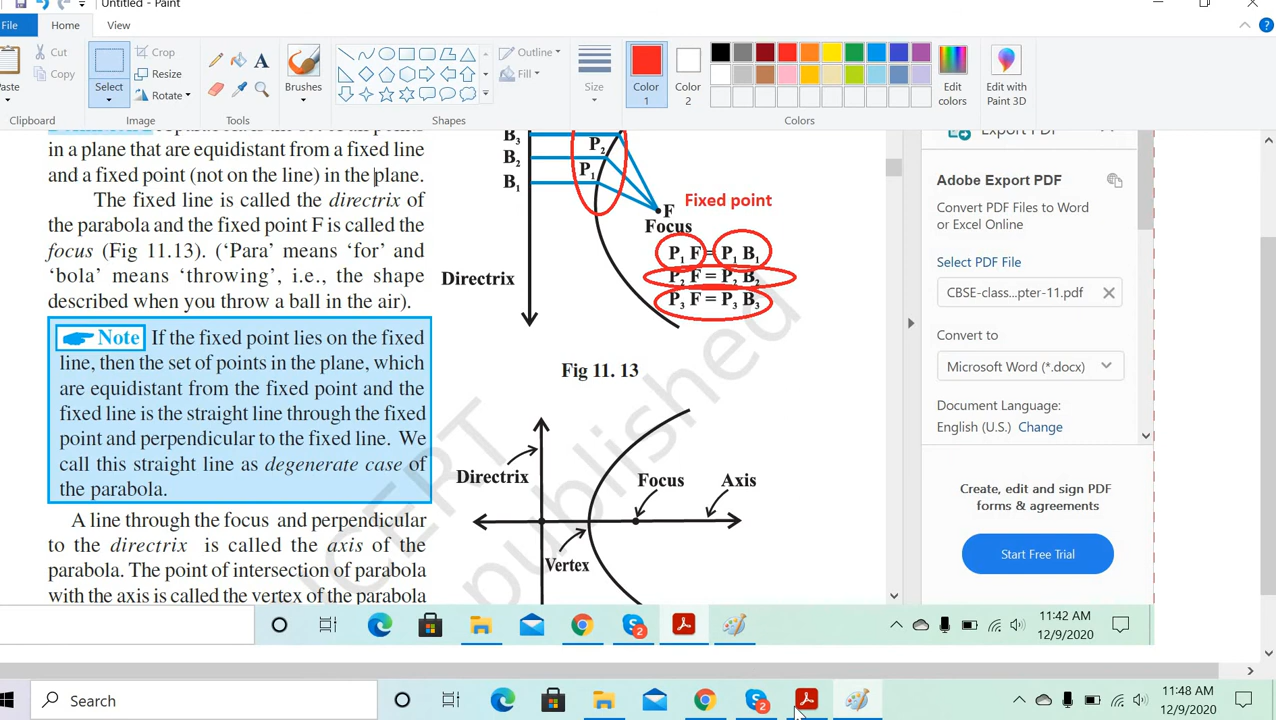 Untitled - Paint
File
Home
View
Paste
Cut
Copy
Clipboard
Select
Crop
Resize
Rotate
Image
A
Tools
Brushes
Shapes
Outline
Fill
Size
Color
1
Color
2
Edit
colors
Edit with
Paint 3D
Colors
in a plane that are equidistant from a fixed line
and a fixed point (not on the line) in the plane.
The fixed line is called the directrix of
the parabola and the fixed point F is called the
focus (Fig 11.13). (‘Para’ means ‘for’ and
‘bola’ means ‘throwing’, i.e., the shape
described when you throw a ball in the air).
Note If the fixed point lies on the fixed
line, then the set of points in the plane, which
are equidistant from the fixed point and the
fixed line is the straight line through the fixed
point and perpendicular to the fixed line. We
call this straight line as degenerate case of
the parabola.
A line through the focus and perpendicular
to the directrix is called the axis of the
parabola. The point of intersection of parabola
with the axis is called the vertex of the parabola
B3
B2
B1
P2
P1
F
Focus
Fixed point
P1 F = P1 B1
P2 F = P2 B2
P3 F = P3 B3
Directrix
Fig 11. 13
Directrix
Focus
Axis
Vertex
published
Export PDF
Adobe Export PDF
Convert PDF Files to Word
or Excel Online
Select PDF File
CBSE-class...pter-11.pdf
Convert to
Microsoft Word (*.docx)
Document Language:
English (U.S.) Change
Create, edit and sign PDF
forms & agreements
Start Free Trial
2
11:42 AM
12/9/2020
Search
2
11:48 AM
12/9/2020